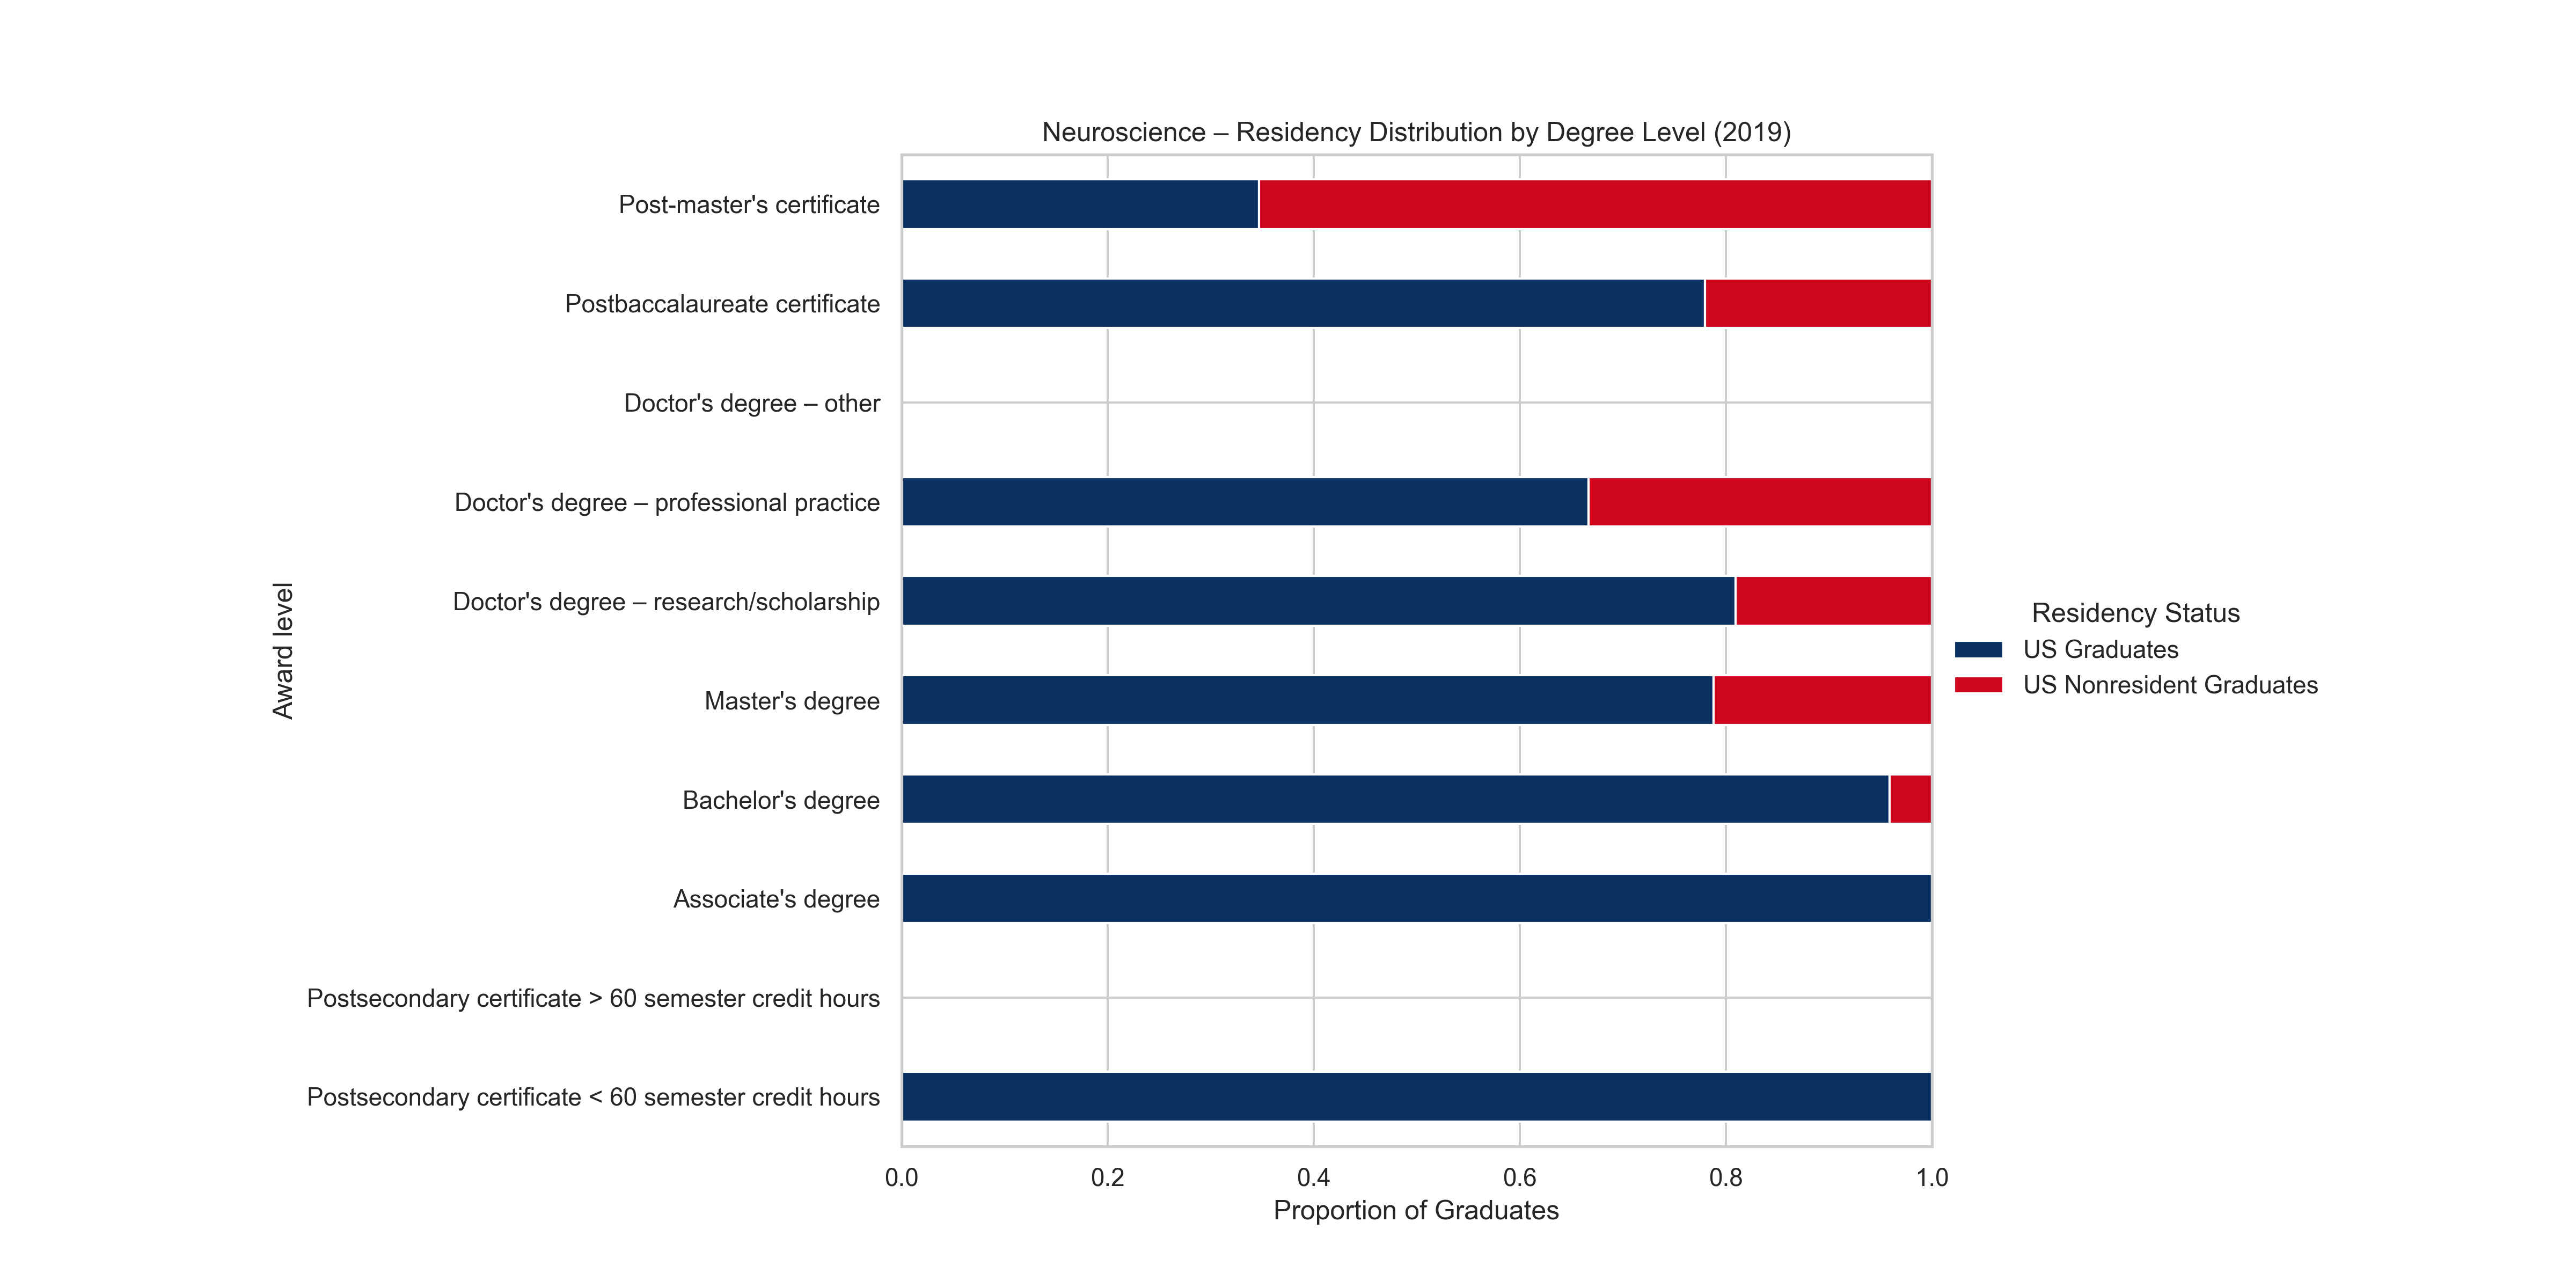 Neuroscience – Residency Distribution by Degree Level (2019)
Award level
Post-master's certificate
Postbaccalaureate certificate
Doctor's degree – other
Doctor's degree – professional practice
Doctor's degree – research/scholarship
Master's degree
Bachelor's degree
Associate's degree
Postsecondary certificate > 60 semester credit hours
Postsecondary certificate < 60 semester credit hours
0.0 0.2 0.4 0.6 0.8 1.0
Proportion of Graduates
Residency Status
US Graduates
US Nonresident Graduates